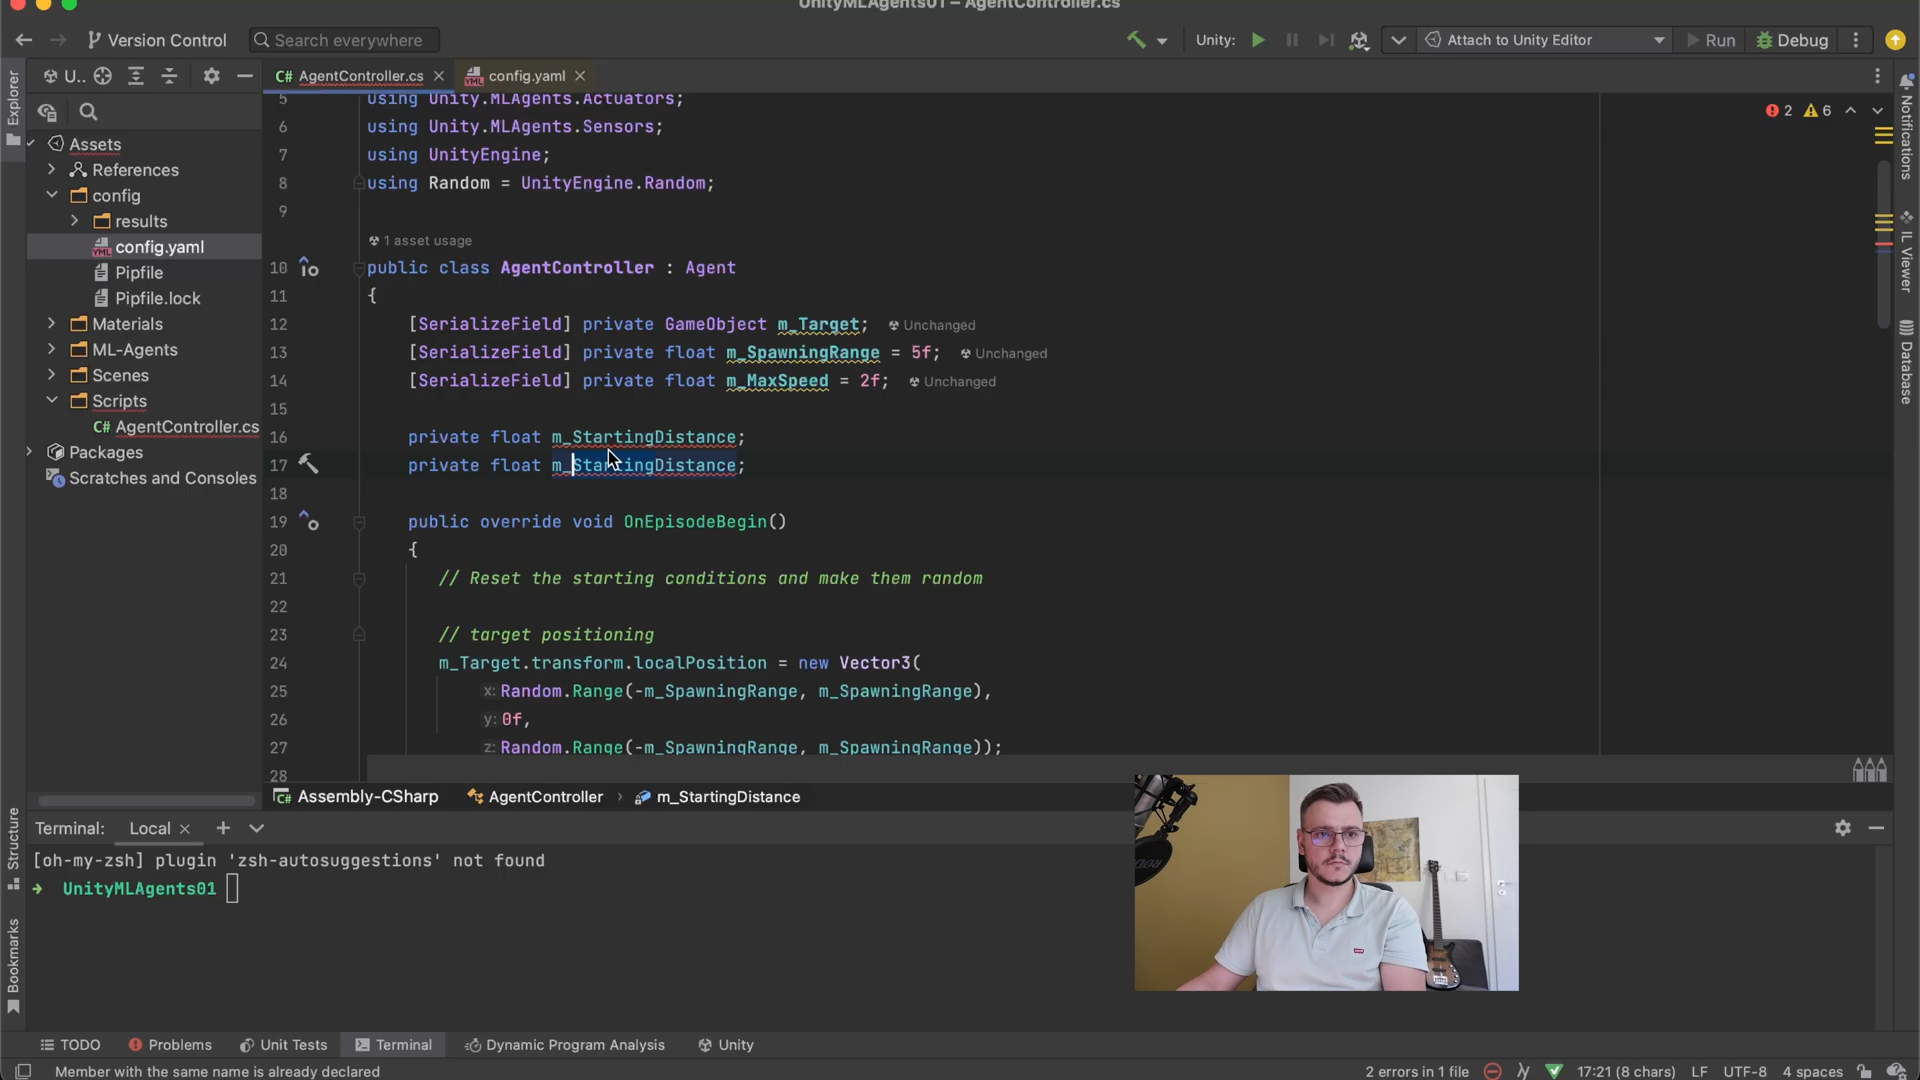 UnityMLAgents01 – AgentController.cs
Version Control
Search everywhere
Unity:
Attach to Unity Editor
Run
Debug
U..
C# AgentController.cs
config.yaml
Explorer
Assets
References
config
results
config.yaml
Pipfile
Pipfile.lock
Materials
ML-Agents
Scenes
Scripts
C# AgentController.cs
Packages
Scratches and Consoles
2 6
5 using Unity.MLAgents.Actuators;
6 using Unity.MLAgents.Sensors;
7 using UnityEngine;
8 using Random = UnityEngine.Random;
9
1 asset usage
10 public class AgentController : Agent
11 {
12 [SerializeField] private GameObject m_Target; Unchanged
13 [SerializeField] private float m_SpawningRange = 5f; Unchanged
14 [SerializeField] private float m_MaxSpeed = 2f; Unchanged
15
16 private float m_StartingDistance;
17 private float m_StartingDistance;
18
19 public override void OnEpisodeBegin()
20 {
21 // Reset the starting conditions and make them random
22
23 // target positioning
24 m_Target.transform.localPosition = new Vector3(
25 x: Random.Range(-m_SpawningRange, m_SpawningRange),
26 y: 0f,
27 z: Random.Range(-m_SpawningRange, m_SpawningRange));
28
Notifications
IL Viewer
Database
C# Assembly-CSharp AgentController › m_StartingDistance
Structure
Bookmarks
Terminal: Local
[oh-my-zsh] plugin 'zsh-autosuggestions' not found
UnityMLAgents01
RODE
TODO
Problems
Unit Tests
Terminal
Dynamic Program Analysis
Unity
Member with the same name is already declared
2 errors in 1 file
17:21 (8 chars)
LF
UTF-8
4 spaces